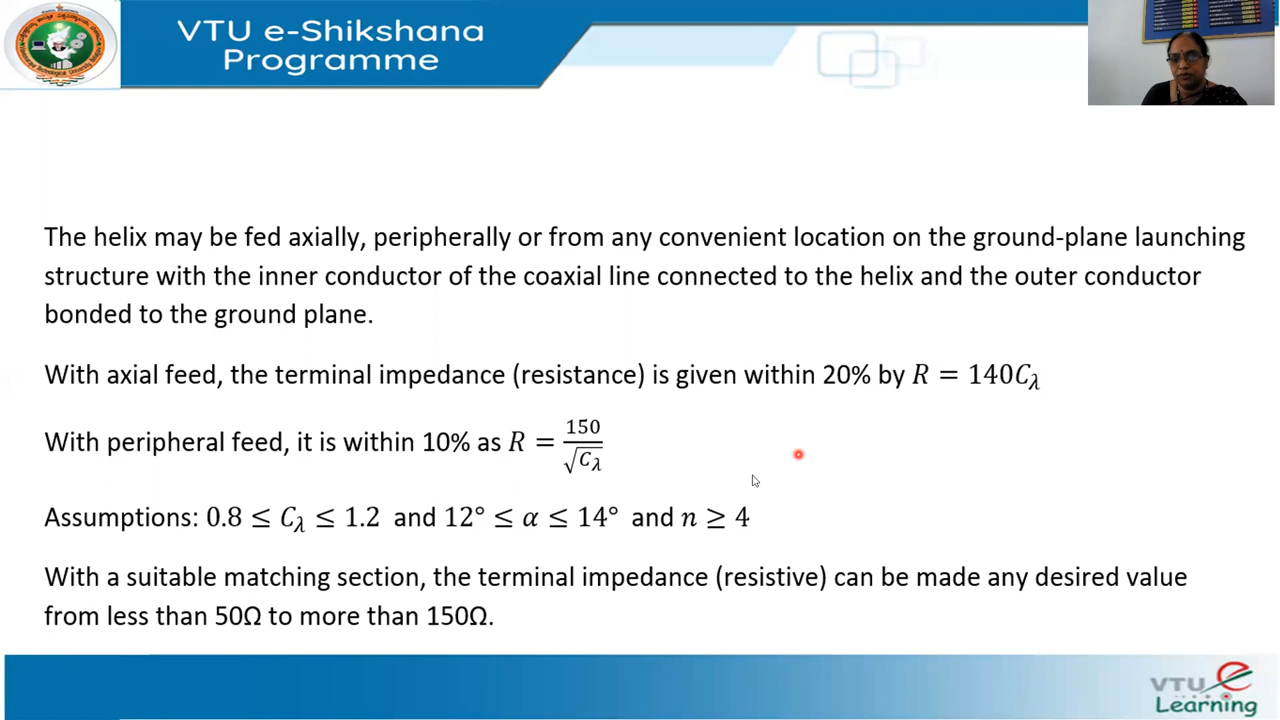 VTU e-Shikshana
Programme
The helix may be fed axially, peripherally or from any convenient location on the ground-plane launching
structure with the inner conductor of the coaxial line connected to the helix and the outer conductor
bonded to the ground plane.
With axial feed, the terminal impedance (resistance) is given within 20% by R = 140C_λ
With peripheral feed, it is within 10% as R = 150/√C_λ
Assumptions: 0.8 ≤ C_λ ≤ 1.2 and 12° ≤ α ≤ 14° and n ≥ 4
With a suitable matching section, the terminal impedance (resistive) can be made any desired value
from less than 50Ω to more than 150Ω.
VTU e
Learning